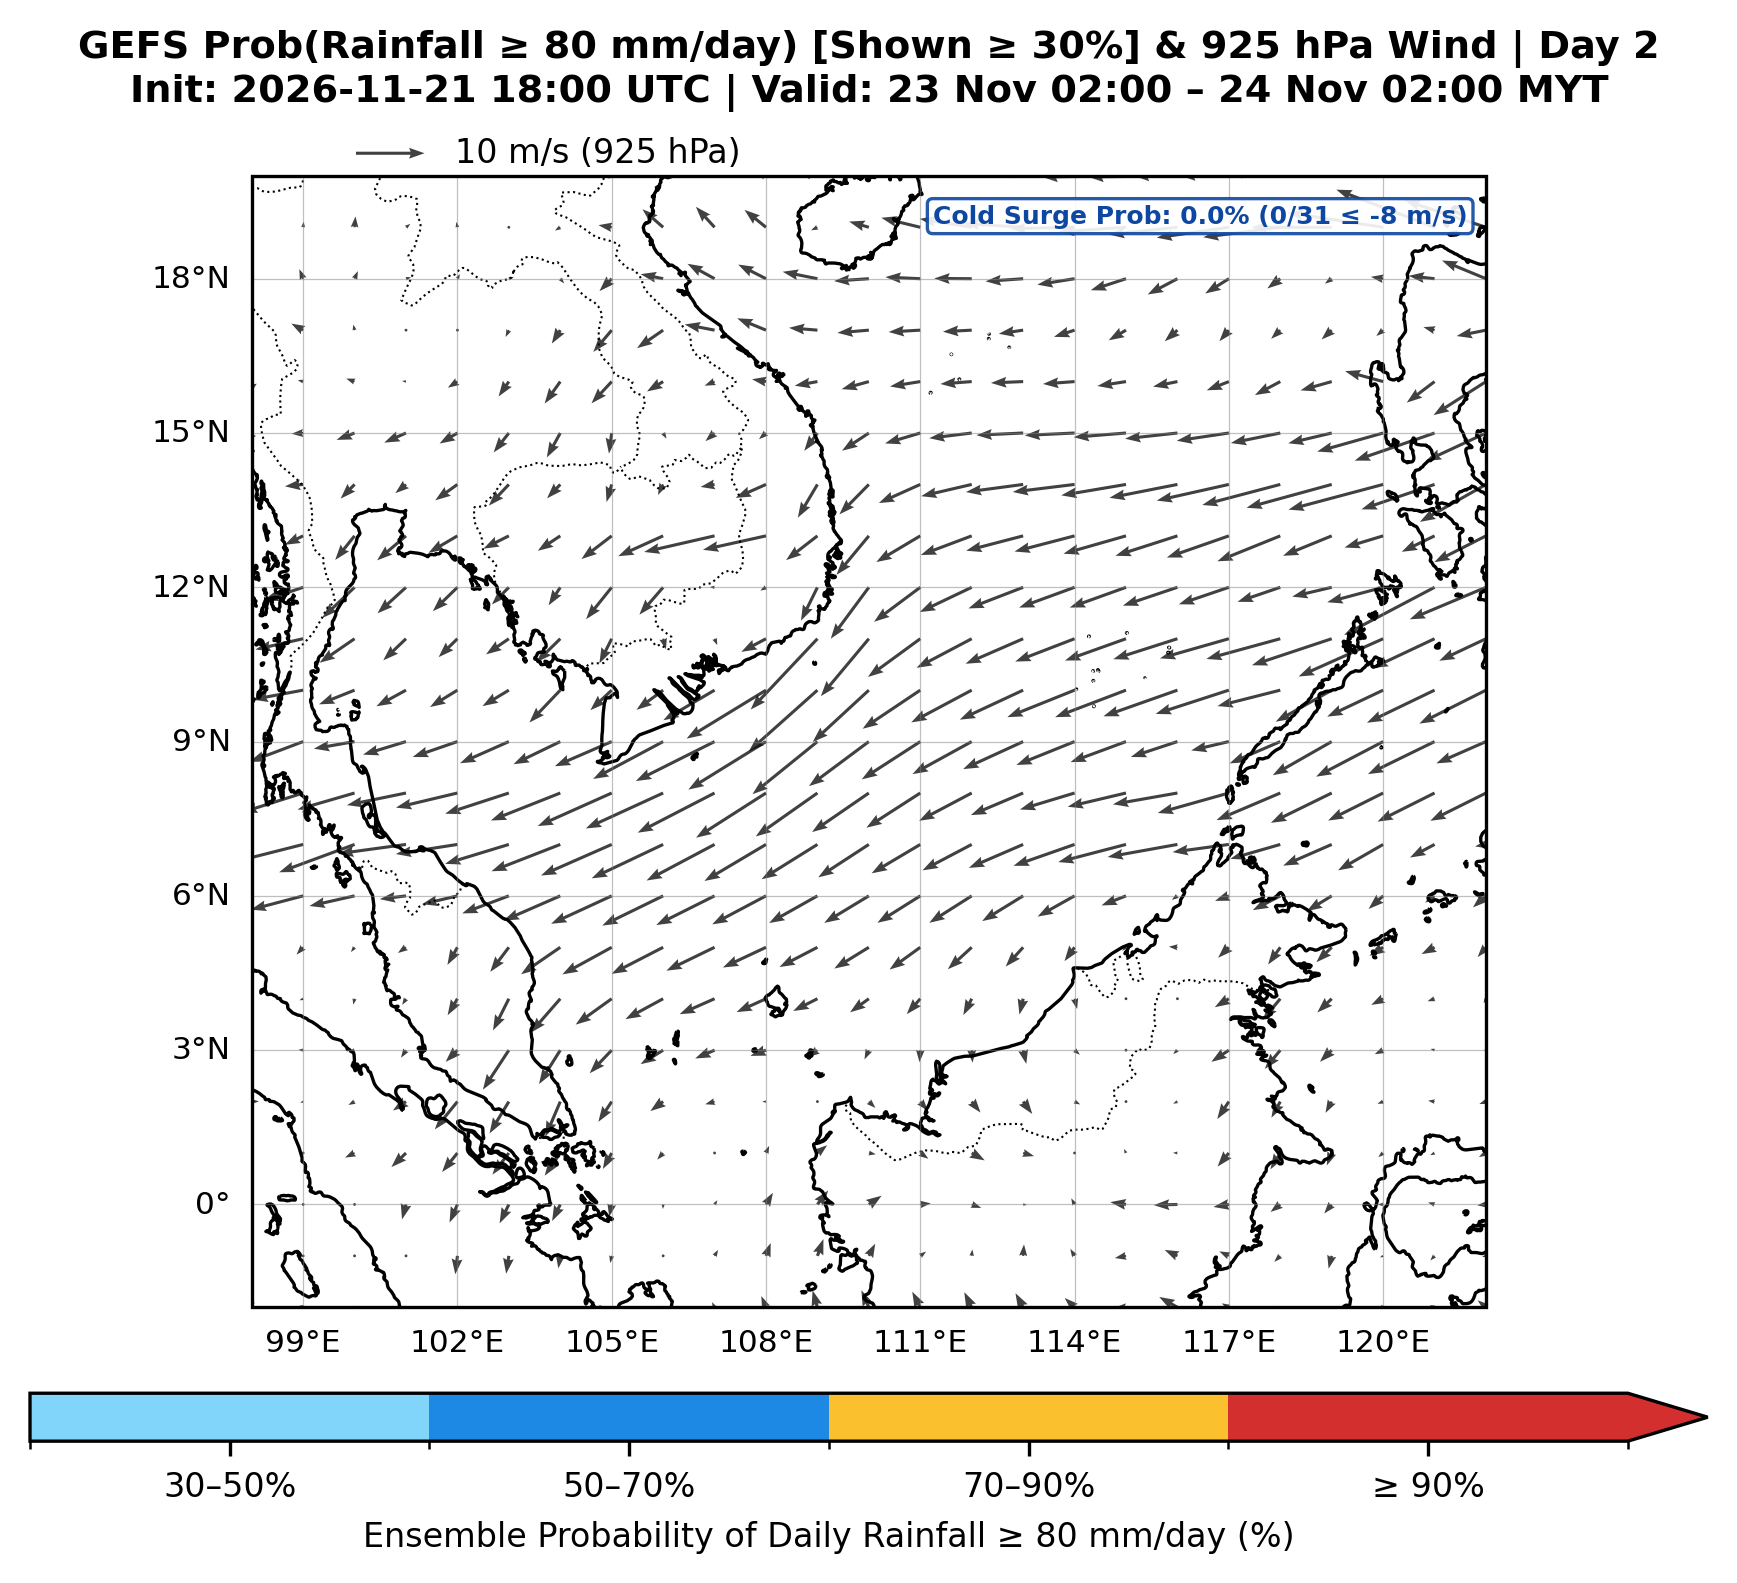 GEFS Prob(Rainfall ≥ 80 mm/day) [Shown ≥ 30%] & 925 hPa Wind | Day 2
Init: 2026-11-21 18:00 UTC | Valid: 23 Nov 02:00 – 24 Nov 02:00 MYT
10 m/s (925 hPa)
Cold Surge Prob: 0.0% (0/31 ≤ -8 m/s)
18°N
15°N
12°N
9°N
6°N
3°N
0°
99°E 102°E 105°E 108°E 111°E 114°E 117°E 120°E
30–50% 50–70% 70–90% ≥ 90%
Ensemble Probability of Daily Rainfall ≥ 80 mm/day (%)